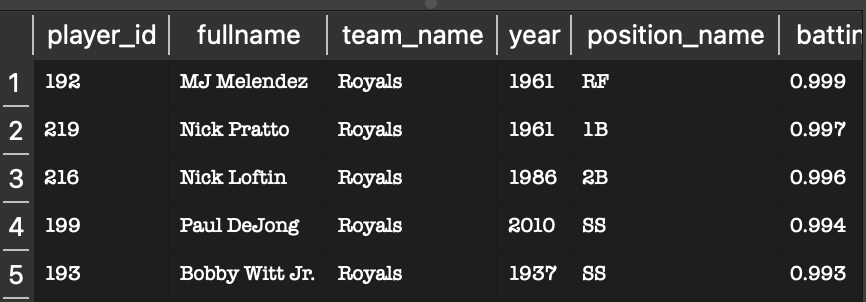 player_id fullname team_name year position_name battin
1 192 MJ Melendez Royals 1961 RF 0.999
2 219 Nick Pratto Royals 1961 1B 0.997
3 216 Nick Loftin Royals 1986 2B 0.996
4 199 Paul DeJong Royals 2010 SS 0.994
5 193 Bobby Witt Jr. Royals 1937 SS 0.993